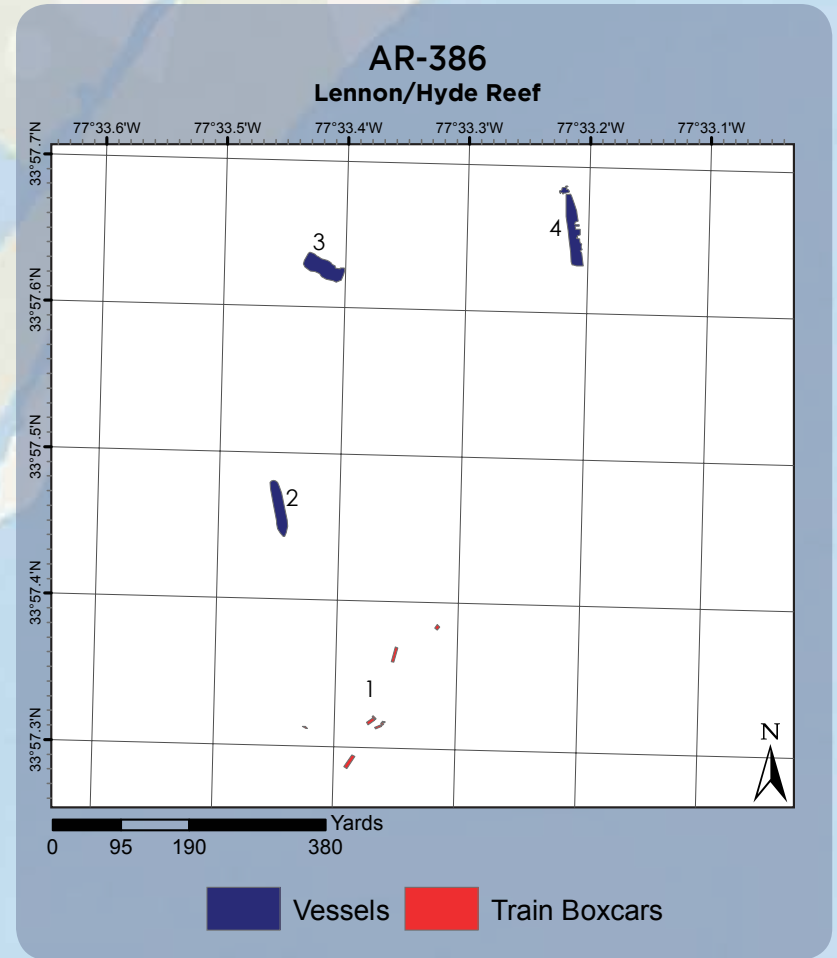 AR-386
Lennon/Hyde Reef
77°33.6'W 77°33.5'W 77°33.4'W 77°33.3'W 77°33.2'W 77°33.1'W
33°57.7'N
4
3
33°57.6'N
33°57.5'N
2
33°57.4'N
1
33°57.3'N
N
Yards
0 95 190 380
Vessels Train Boxcars